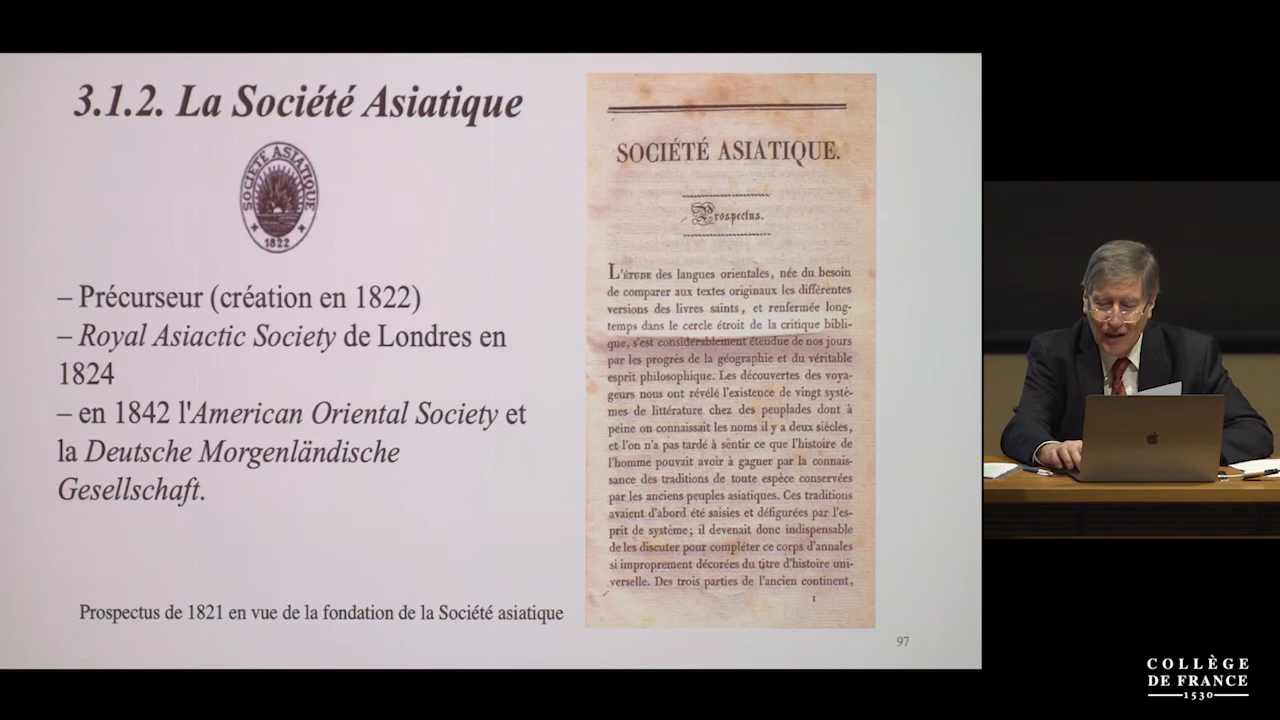 3.1.2. La Société Asiatique
SOCIÉTÉ ASIATIQUE
1822
– Précurseur (création en 1822)
– Royal Asiactic Society de Londres en
1824
– en 1842 l'American Oriental Society et
la Deutsche Morgenländische
Gesellschaft.
Prospectus de 1821 en vue de la fondation de la Société asiatique
SOCIÉTÉ ASIATIQUE.
Prospectus.
L'ÉTUDE des langues orientales, née du besoin
de comparer aux textes originaux les différentes
versions des livres saints, et renfermée long-
temps dans le cercle étroit de la critique bibli-
que, s'est considérablement étendue de nos jours
par les progrès de la géographie et du véritable
esprit philosophique. Les découvertes des voya-
geurs nous ont révélé l'existence de vingt systè-
mes de littérature chez des peuplades dont à
peine on connaissait les noms il y a deux siècles,
et l'on n'a pas tardé à sentir ce que l'histoire de
l'homme pouvait avoir à gagner par la connais-
sance des traditions de toute espèce conservées
par les anciens peuples asiatiques. Ces traditions
avaient d'abord été saisies et défigurées par l'es-
prit de système; il devenait donc indispensable
de les discuter pour compléter ce corps d'annales
si improprement décorées du titre d'histoire uni-
verselle. Des trois parties de l'ancien continent,
1
97
COLLÈGE
DE FRANCE
1530